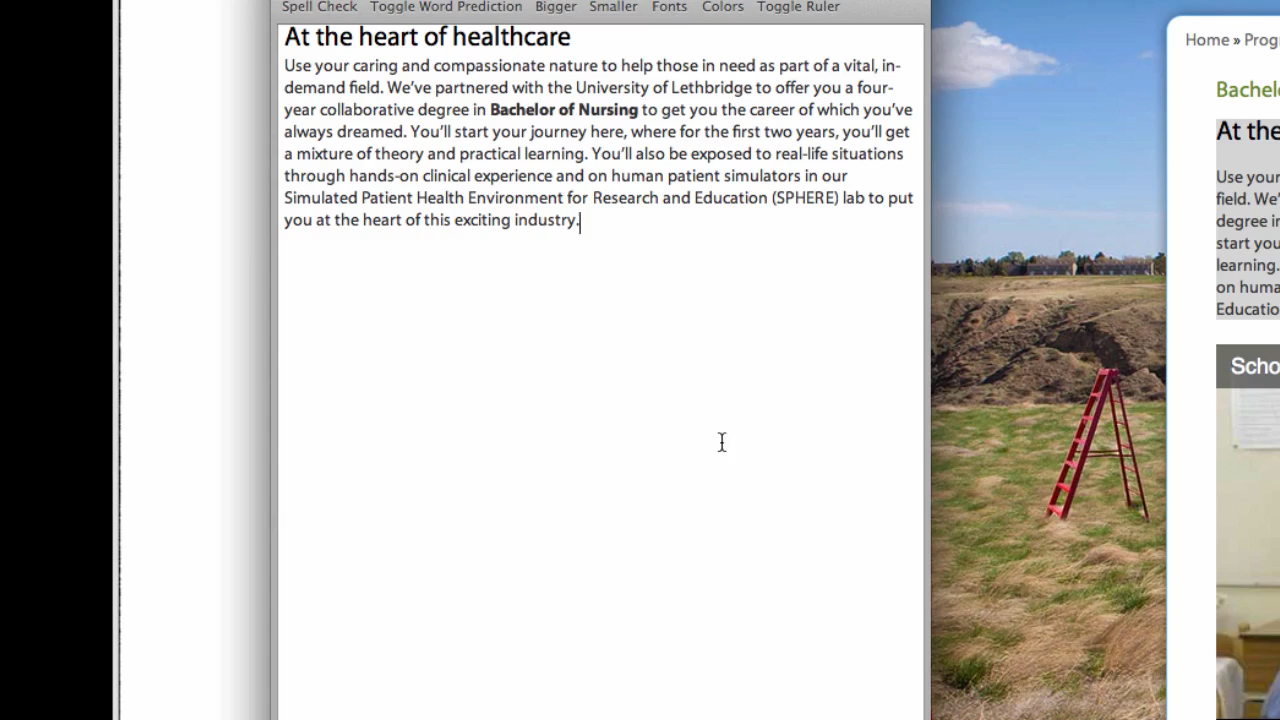 Spell Check Toggle Word Prediction Bigger Smaller Fonts Colors Toggle Ruler
At the heart of healthcare
Use your caring and compassionate nature to help those in need as part of a vital, in-
demand field. We’ve partnered with the University of Lethbridge to offer you a four-
year collaborative degree in Bachelor of Nursing to get you the career of which you’ve
always dreamed. You’ll start your journey here, where for the first two years, you’ll get
a mixture of theory and practical learning. You’ll also be exposed to real-life situations
through hands-on clinical experience and on human patient simulators in our
Simulated Patient Health Environment for Research and Education (SPHERE) lab to put
you at the heart of this exciting industry.
Home » Prog
Bachel
At the
Use your
field. We’
degree in
start you
learning.
on huma
Educatio
Scho